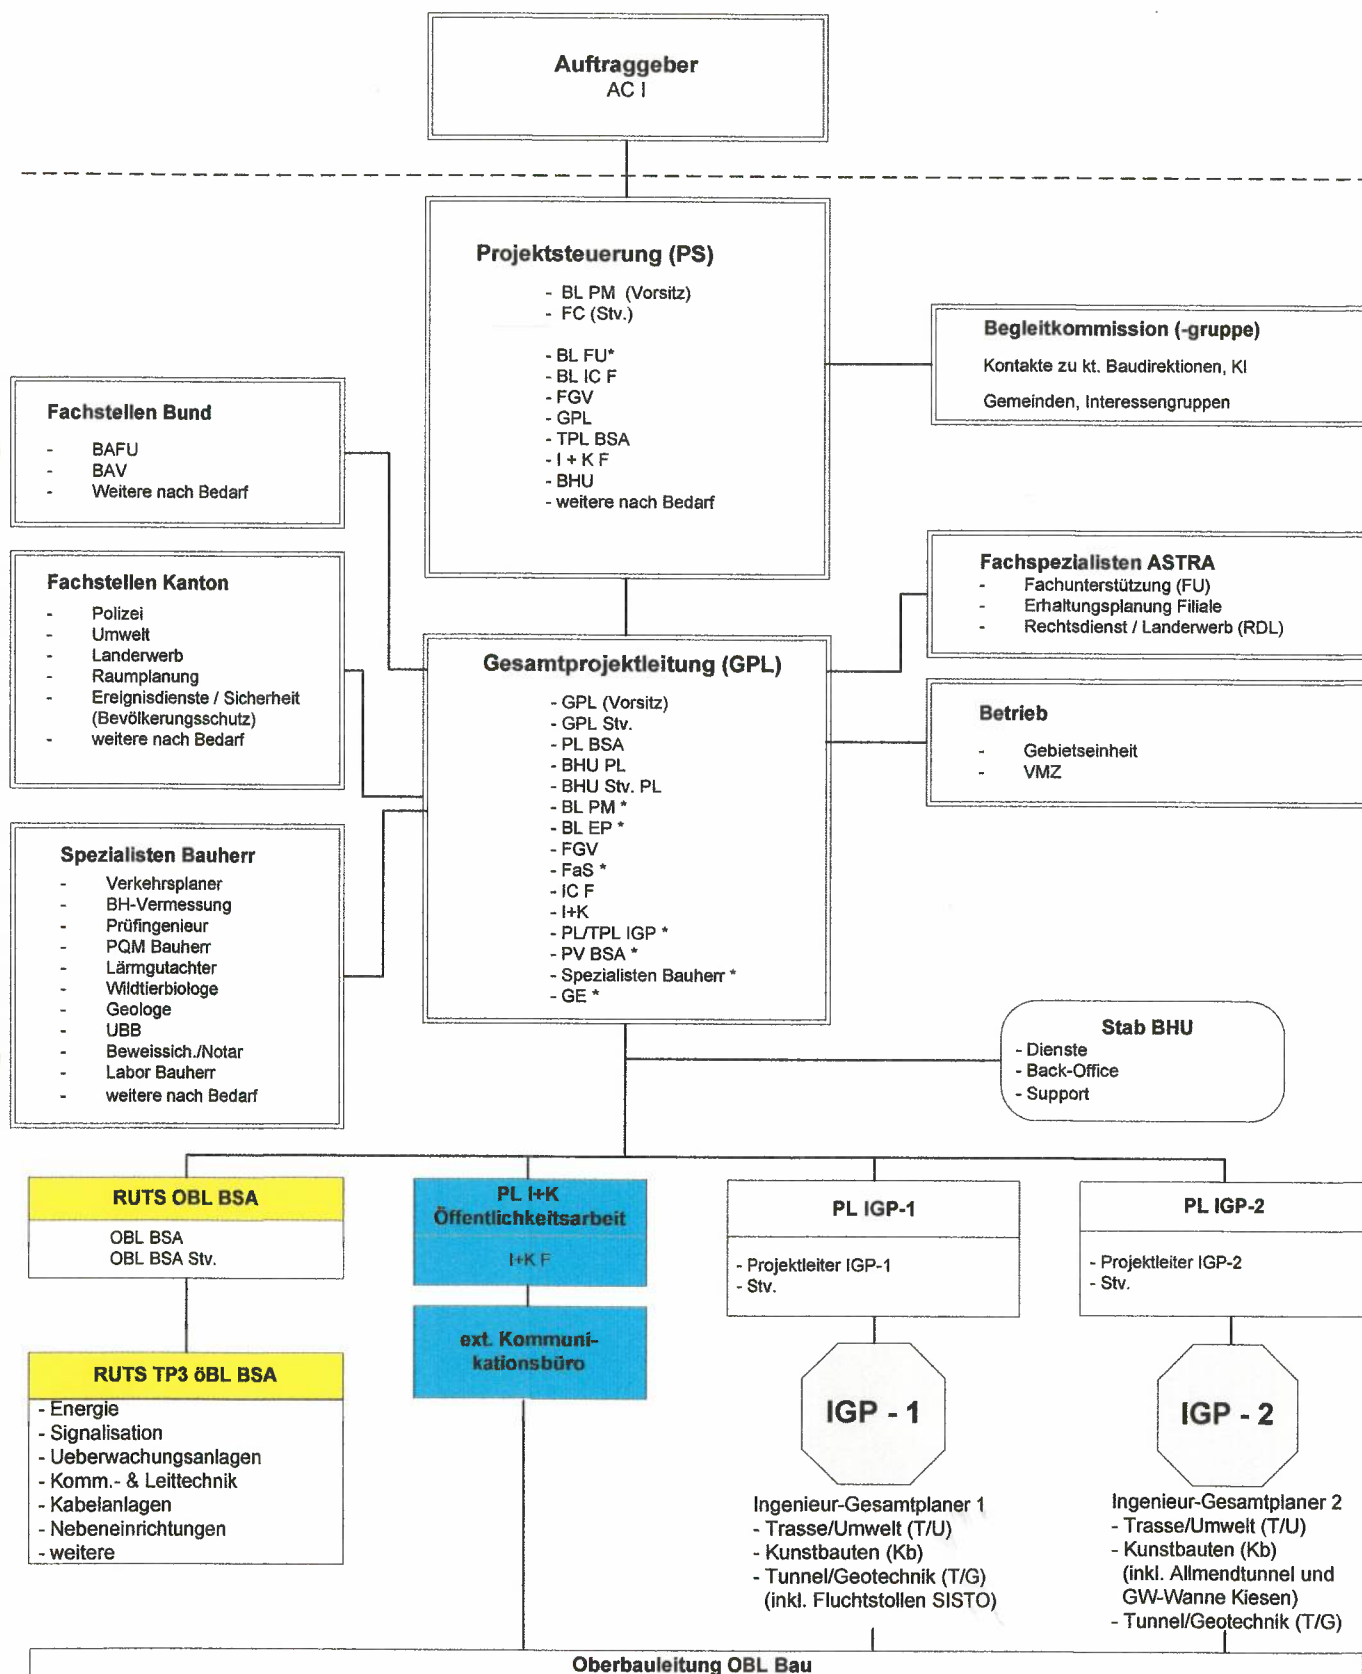 Auftraggeber
AC I
Projektsteuerung (PS)
- BL PM (Vorsitz)
- FC (Stv.)
- BL FU*
- BL IC F
- FGV
- GPL
- TPL BSA
- I + K F
- BHU
- weitere nach Bedarf
Begleitkommission (-gruppe)
Kontakte zu kt. Baudirektionen, KI
Gemeinden, Interessengruppen
Fachstellen Bund
- BAFU
- BAV
- Weitere nach Bedarf
Fachstellen Kanton
- Polizei
- Umwelt
- Landerwerb
- Raumplanung
- Ereignisdienste / Sicherheit
(Bevölkerungsschutz)
- weitere nach Bedarf
Fachspezialisten ASTRA
- Fachunterstützung (FU)
- Erhaltungsplanung Filiale
- Rechtsdienst / Landerwerb (RDL)
Gesamtprojektleitung (GPL)
- GPL (Vorsitz)
- GPL Stv.
- PL BSA
- BHU PL
- BHU Stv. PL
- BL PM *
- BL EP *
- FGV
- FaS *
- IC F
- I+K
- PL/TPL IGP *
- PV BSA *
- Spezialisten Bauherr *
- GE *
Betrieb
- Gebietseinheit
- VMZ
Spezialisten Bauherr
- Verkehrsplaner
- BH-Vermessung
- Prüfingenieur
- PQM Bauherr
- Lärmgutachter
- Wildtierbiologe
- Geologe
- UBB
- Beweissich./Notar
- Labor Bauherr
- weitere nach Bedarf
Stab BHU
- Dienste
- Back-Office
- Support
RUTS OBL BSA
OBL BSA
OBL BSA Stv.
RUTS TP3 öBL BSA
- Energie
- Signalisation
- Ueberwachungsanlagen
- Komm.- & Leittechnik
- Kabelanlagen
- Nebeneinrichtungen
- weitere
PL I+K
Öffentlichkeitsarbeit
I+K F
ext. Kommuni-
kationsbüro
PL IGP-1
- Projektleiter IGP-1
- Stv.
IGP - 1
Ingenieur-Gesamtplaner 1
- Trasse/Umwelt (T/U)
- Kunstbauten (Kb)
- Tunnel/Geotechnik (T/G)
(inkl. Fluchtstollen SISTO)
PL IGP-2
- Projektleiter IGP-2
- Stv.
IGP - 2
Ingenieur-Gesamtplaner 2
- Trasse/Umwelt (T/U)
- Kunstbauten (Kb)
(inkl. Allmendtunnel und
GW-Wanne Kiesen)
- Tunnel/Geotechnik (T/G)
Oberbauleitung OBL Bau